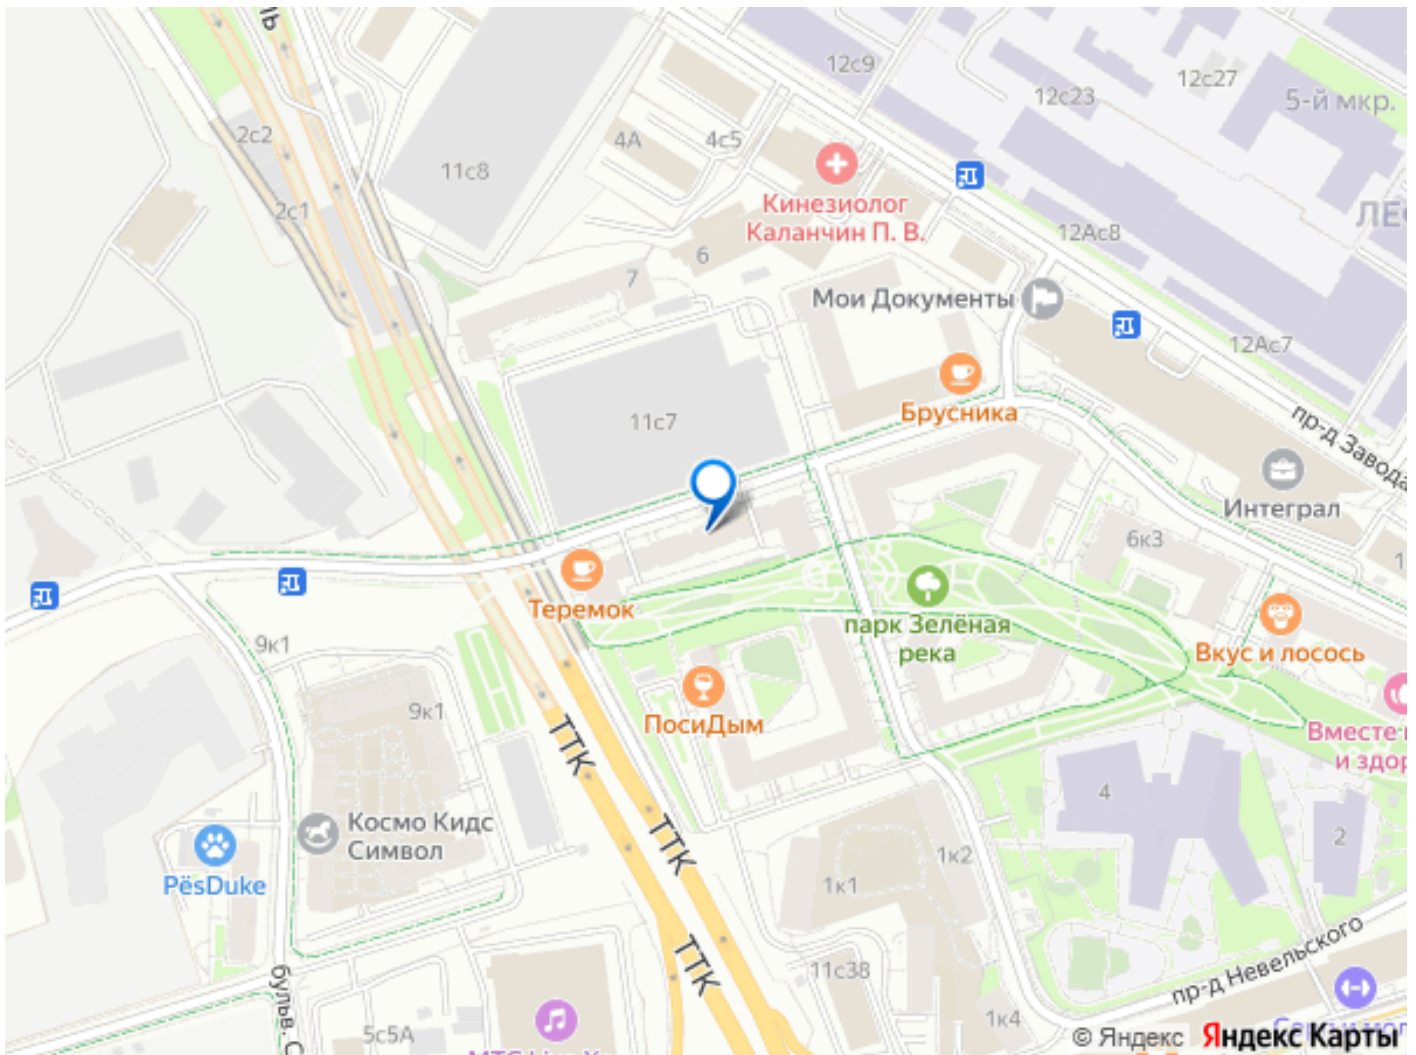 12с9
12с27
12с23
5-й мкр.
2с2
4А
4с5
11с8
Кинезиолог
Каланчин П. В.
2с1
12Ас8
6
7
Мои Документы
12Ас7
11с7
Брусника
пр-д Завода
Интеграл
6к3
Теремок
парк Зелёная
река
Вкус и лосось
9к1
9к1
ПосиДым
Вместе
и здор
ТТК
4
Космо Кидс
Символ
ТТК
2
PёsDuke
1к2
1к1
ТТК
пр-д Невельского
11с38
бульв. С
5с5А
1к4
© Яндекс Яндекс Карты